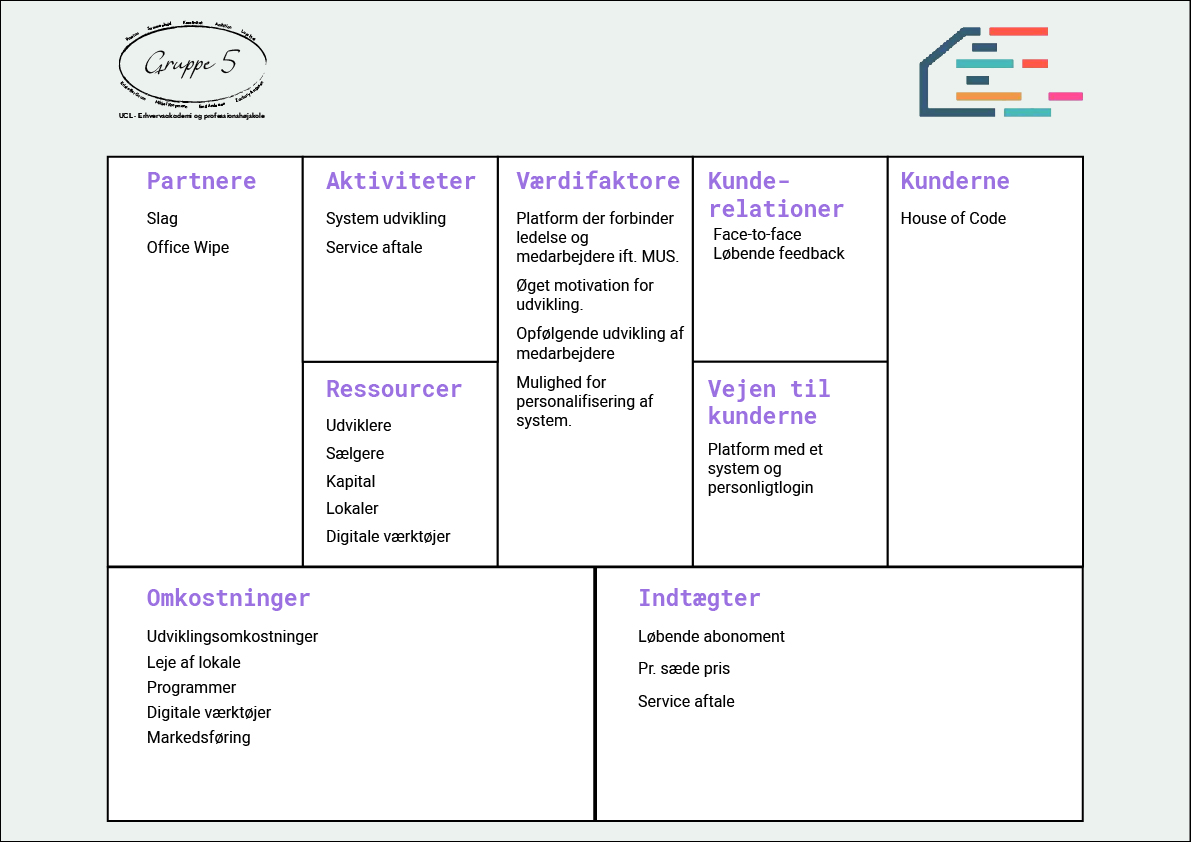 Gruppe 5
UCL - Erhvervsakademi og professionshøjskole
Partnere
Slag
Office Wipe
Aktiviteter
System udvikling
Service aftale
Ressourcer
Udviklere
Sælgere
Kapital
Lokaler
Digitale værktøjer
Værdifaktore
Platform der forbinder
ledelse og
medarbejdere ift. MUS.
Øget motivation for
udvikling.
Opfølgende udvikling af
medarbejdere
Mulighed for
personalifisering af
system.
Kunde-
relationer
Face-to-face
Løbende feedback
Vejen til
kunderne
Platform med et
system og
personligtlogin
Kunderne
House of Code
Omkostninger
Udviklingsomkostninger
Leje af lokale
Programmer
Digitale værktøjer
Markedsføring
Indtægter
Løbende abonoment
Pr. sæde pris
Service aftale